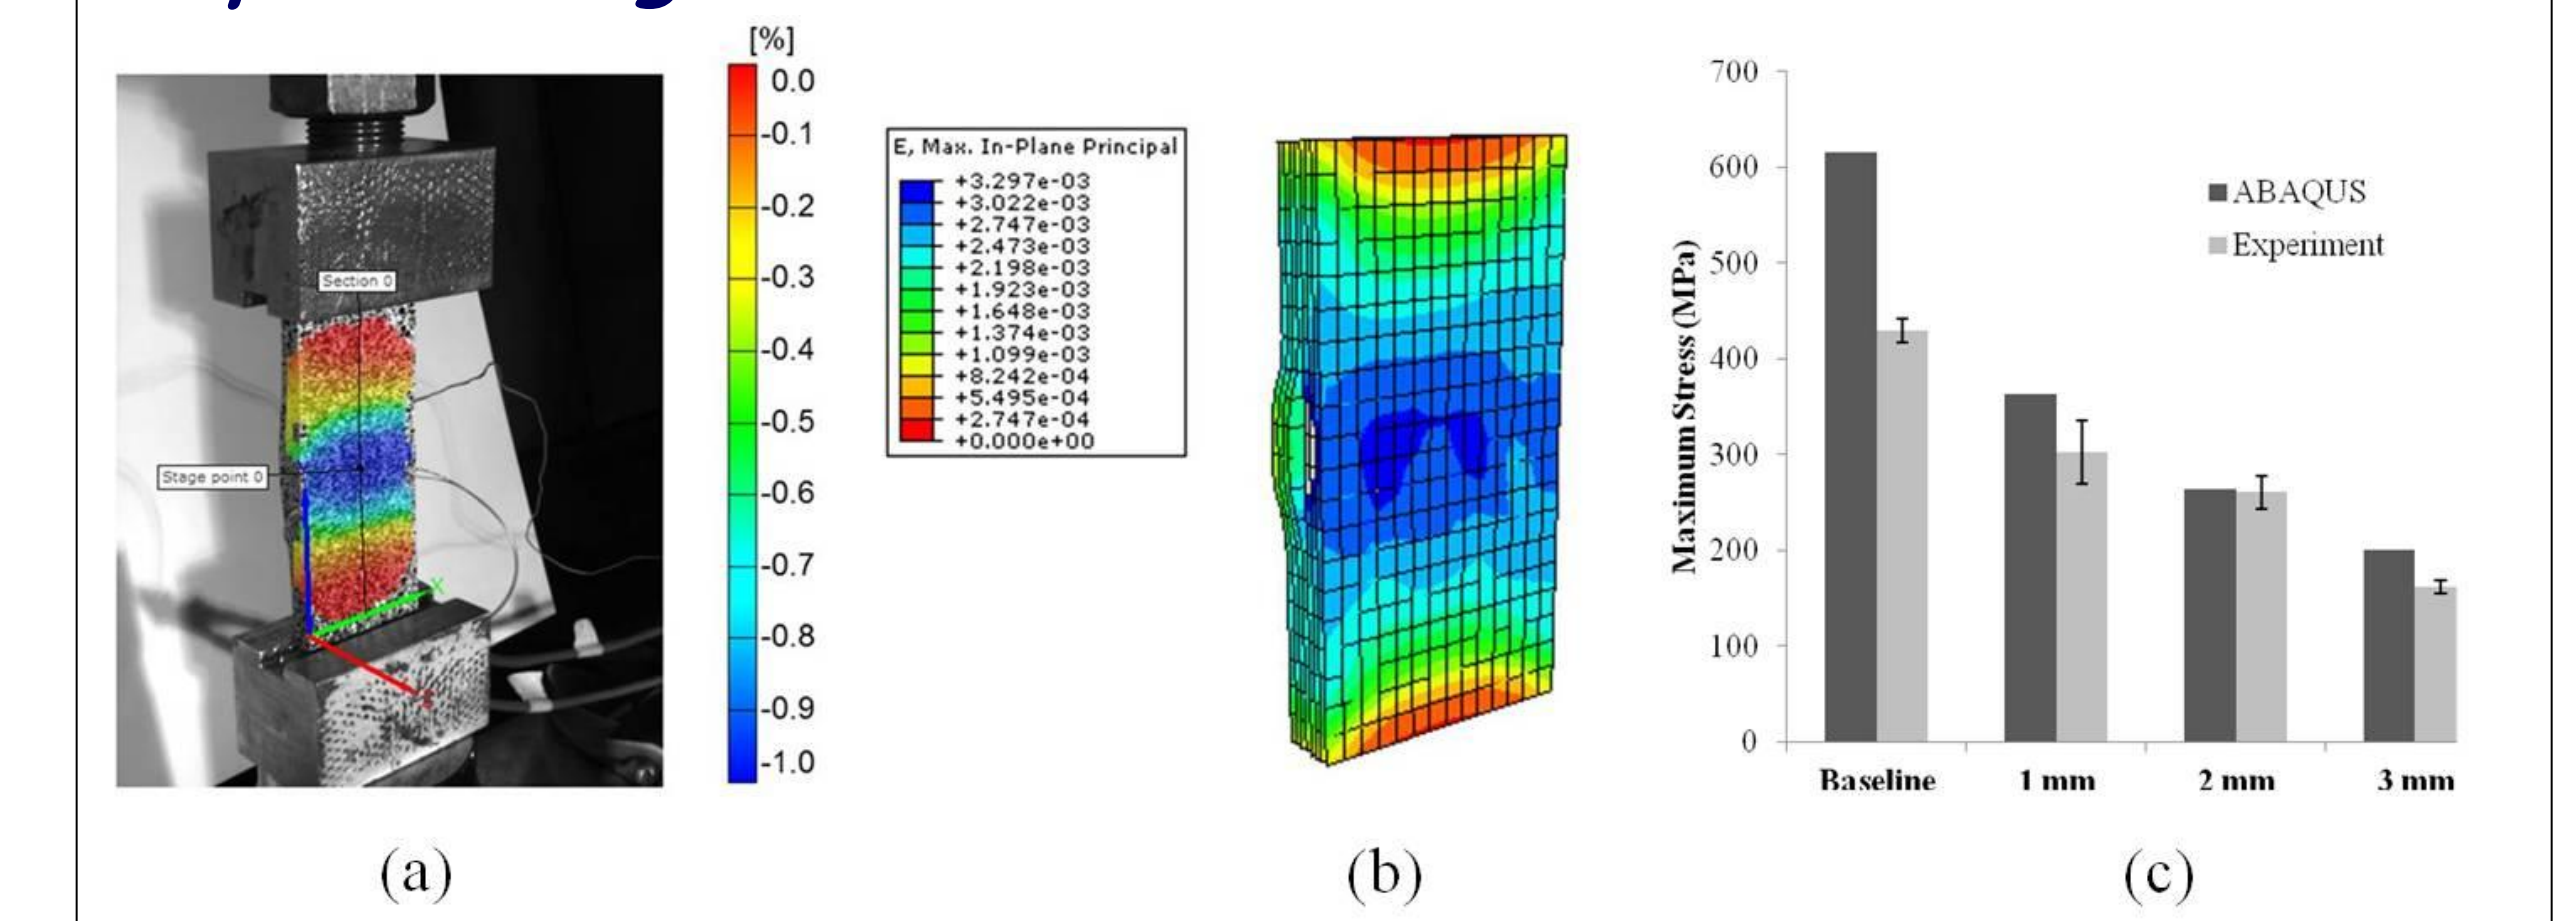 [%]
0.0
-0.1
-0.2
-0.3
-0.4
-0.5
-0.6
-0.7
-0.8
-0.9
-1.0
Section 0
Stage point 0
X
E, Max. In-Plane Principal
+3.297e-03
+3.022e-03
+2.747e-03
+2.473e-03
+2.198e-03
+1.923e-03
+1.648e-03
+1.374e-03
+1.099e-03
+8.242e-04
+5.495e-04
+2.747e-04
+0.000e+00
Maximum Stress (MPa)
700
600
500
400
300
200
100
0
ABAQUS
Experiment
Baseline 1 mm 2 mm 3 mm
(a) (b) (c)